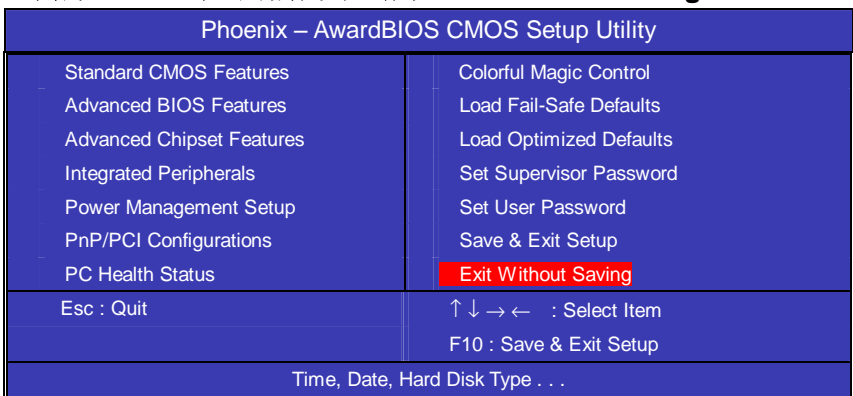 Phoenix – AwardBIOS CMOS Setup Utility
Standard CMOS Features
Advanced BIOS Features
Advanced Chipset Features
Integrated Peripherals
Power Management Setup
PnP/PCI Configurations
PC Health Status
Colorful Magic Control
Load Fail-Safe Defaults
Load Optimized Defaults
Set Supervisor Password
Set User Password
Save & Exit Setup
Exit Without Saving
Esc : Quit
↑↓→← : Select Item
F10 : Save & Exit Setup
Time, Date, Hard Disk Type . . .